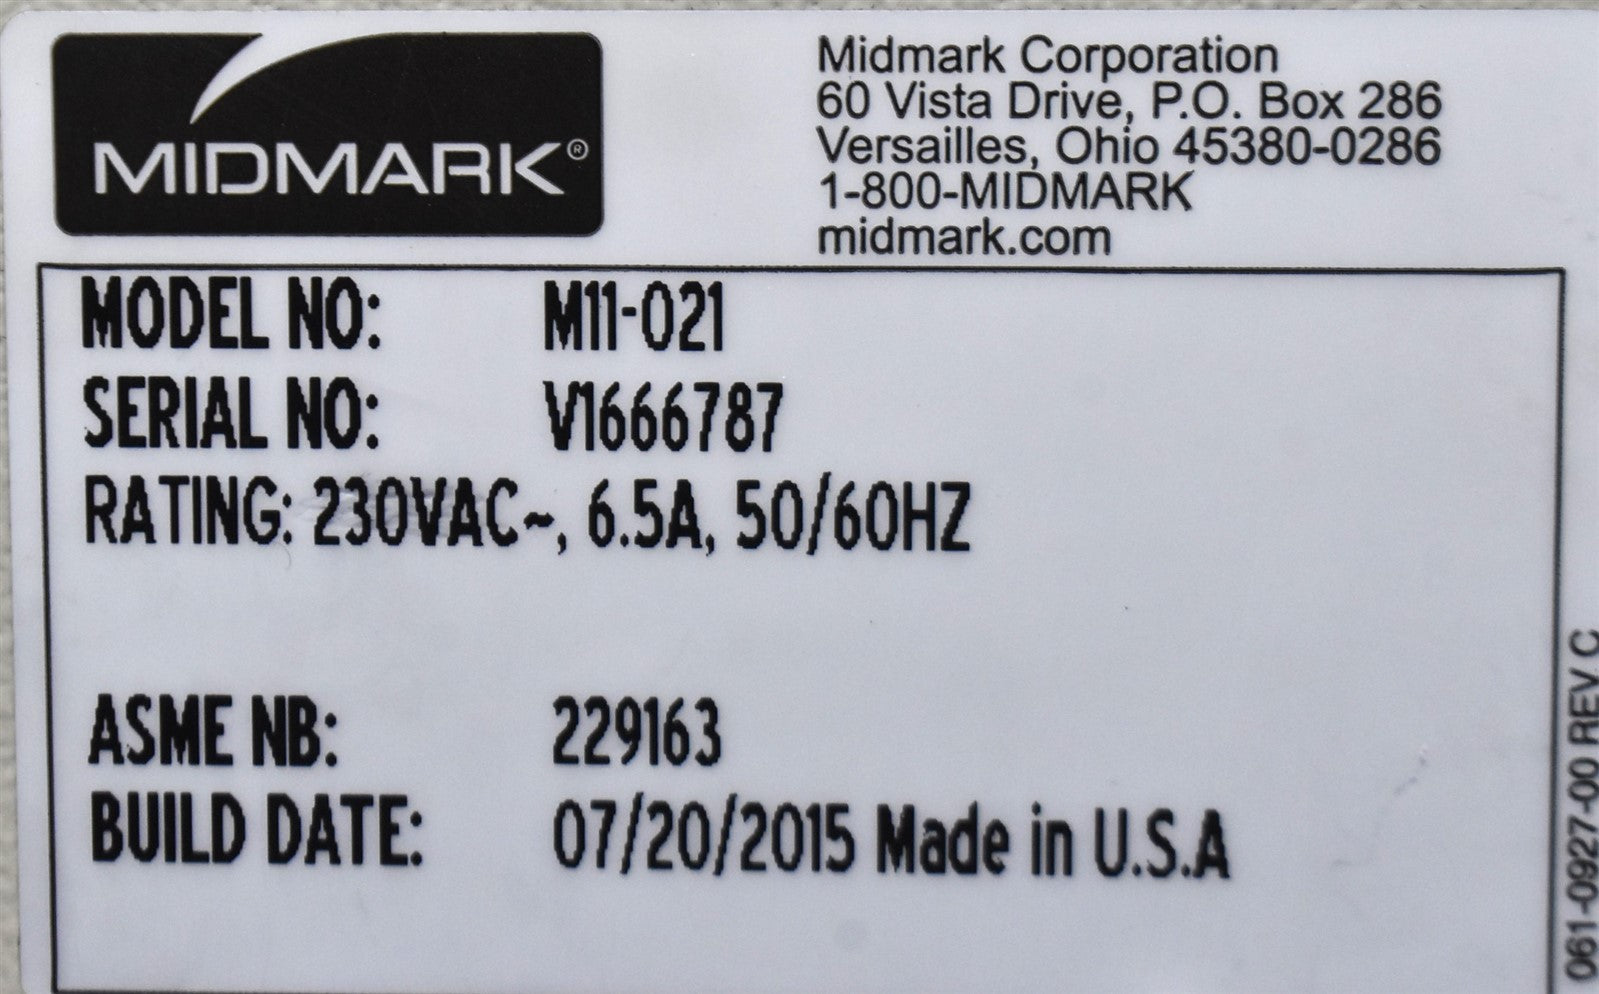 MIDMARK®
Midmark Corporation
60 Vista Drive, P.O. Box 286
Versailles, Ohio 45380-0286
1-800-MIDMARK
midmark.com
MODEL NO: M11-021
SERIAL NO: V1666787
RATING: 230VAC~, 6.5A, 50/60HZ
ASME NB: 229163
BUILD DATE: 07/20/2015 Made in U.S.A
061-0927-00 REV C